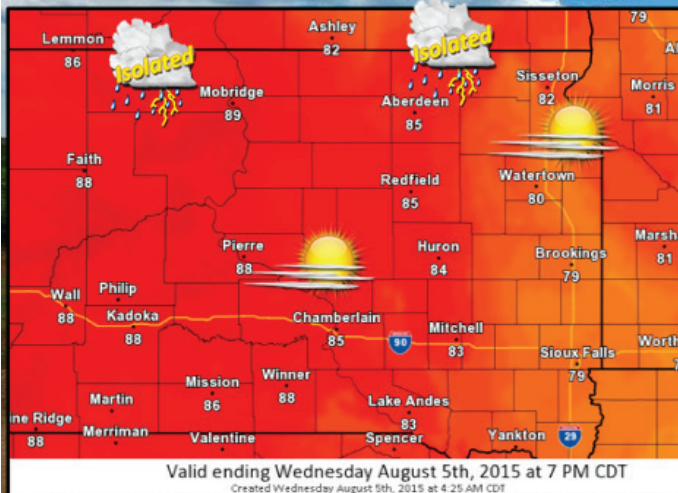 79
Lemmon
86
Isolated
Ashley
82
Isolated
Sisseton
82
Morris
81
Mobridge
89
Aberdeen
85
Faith
88
Redfield
85
Watertown
80
Pierre
88
Huron
84
Brookings
79
Marsh
81
Wall
88
Philip
Kadoka
88
Chamberlain
85
90
Mitchell
83
Sioux Falls
79
Worth
Martin
Mission
86
Winner
88
Lake Andes
83
ine Ridge
88
Merriman
Valentine
Spencer
Yankton
29
Valid ending Wednesday August 5th, 2015 at 7 PM CDT
Created Wednesday August 5th, 2015 at 4:25 AM CDT